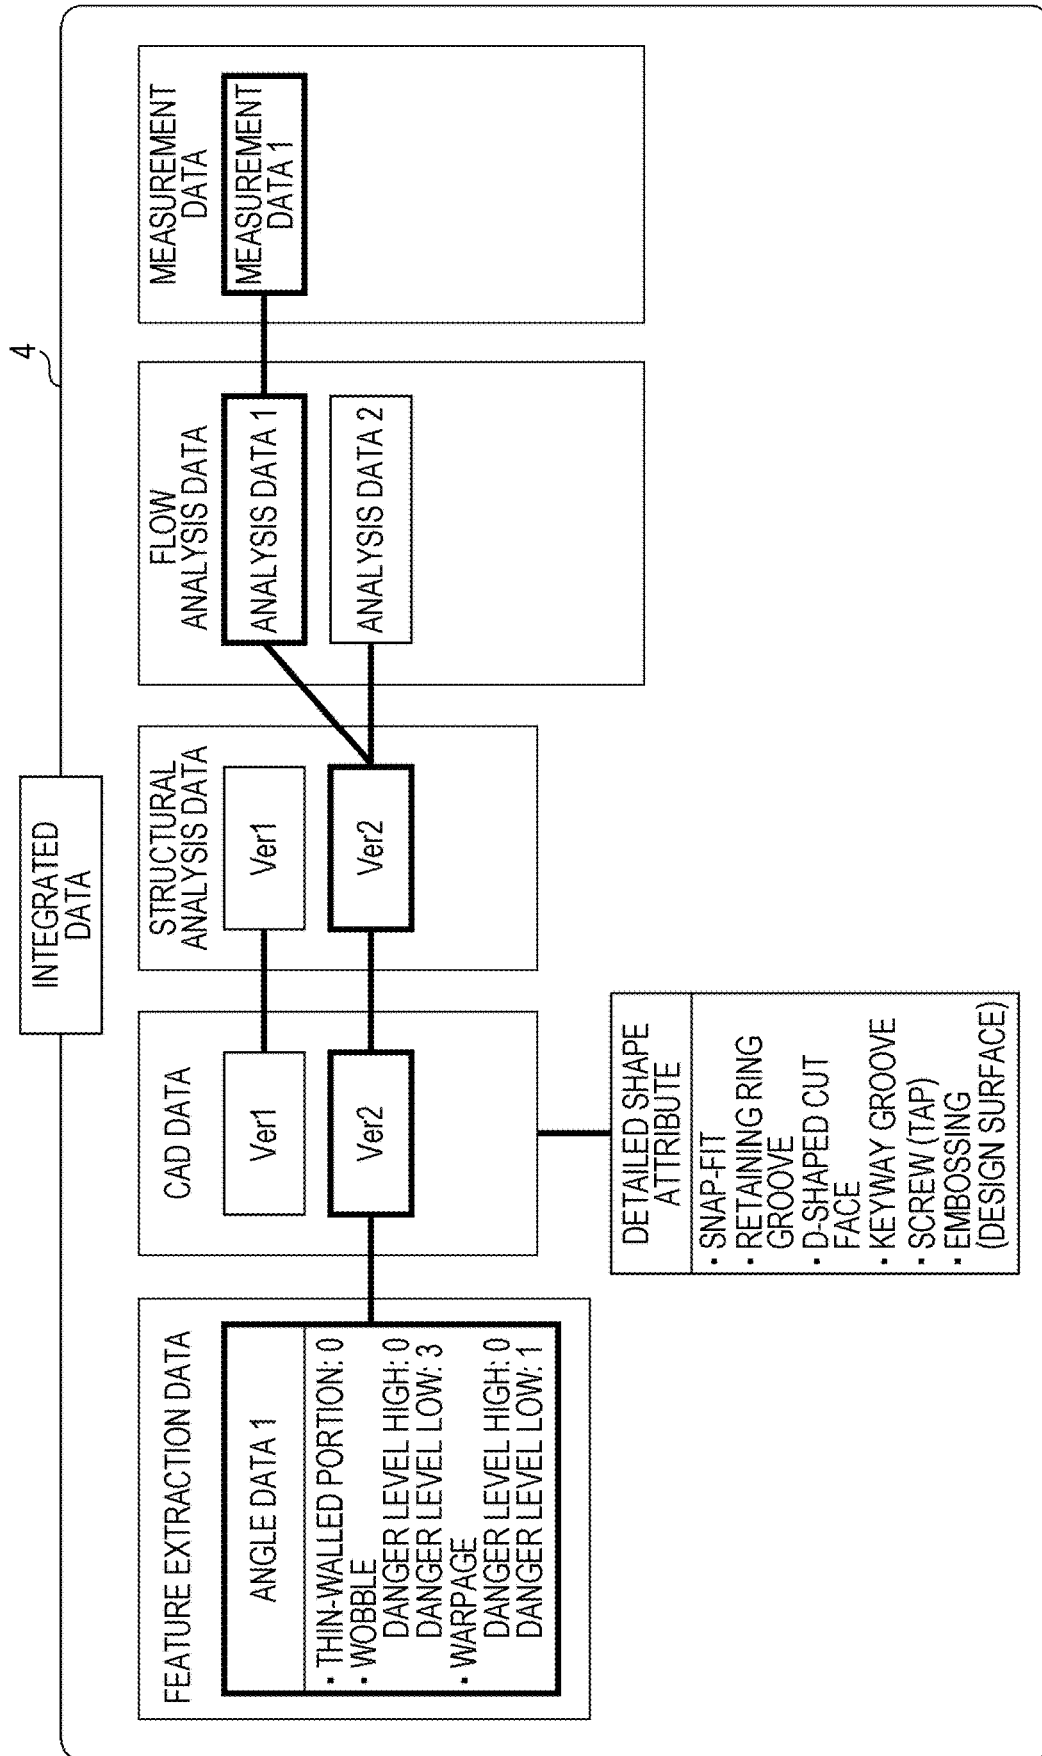 4
INTEGRATED
DATA
FEATURE EXTRACTION DATA
ANGLE DATA 1
・THIN-WALLED PORTION: 0
・WOBBLE
DANGER LEVEL HIGH: 0
DANGER LEVEL LOW: 3
・WARPAGE
DANGER LEVEL HIGH: 0
DANGER LEVEL LOW: 1
CAD DATA
Ver1
Ver2
DETAILED SHAPE
ATTRIBUTE
・SNAP-FIT
・RETAINING RING
GROOVE
・D-SHAPED CUT
FACE
・KEYWAY GROOVE
・SCREW (TAP)
・EMBOSSING
(DESIGN SURFACE)
STRUCTURAL
ANALYSIS DATA
Ver1
Ver2
FLOW
ANALYSIS DATA
ANALYSIS DATA 1
ANALYSIS DATA 2
MEASUREMENT
DATA
MEASUREMENT
DATA 1